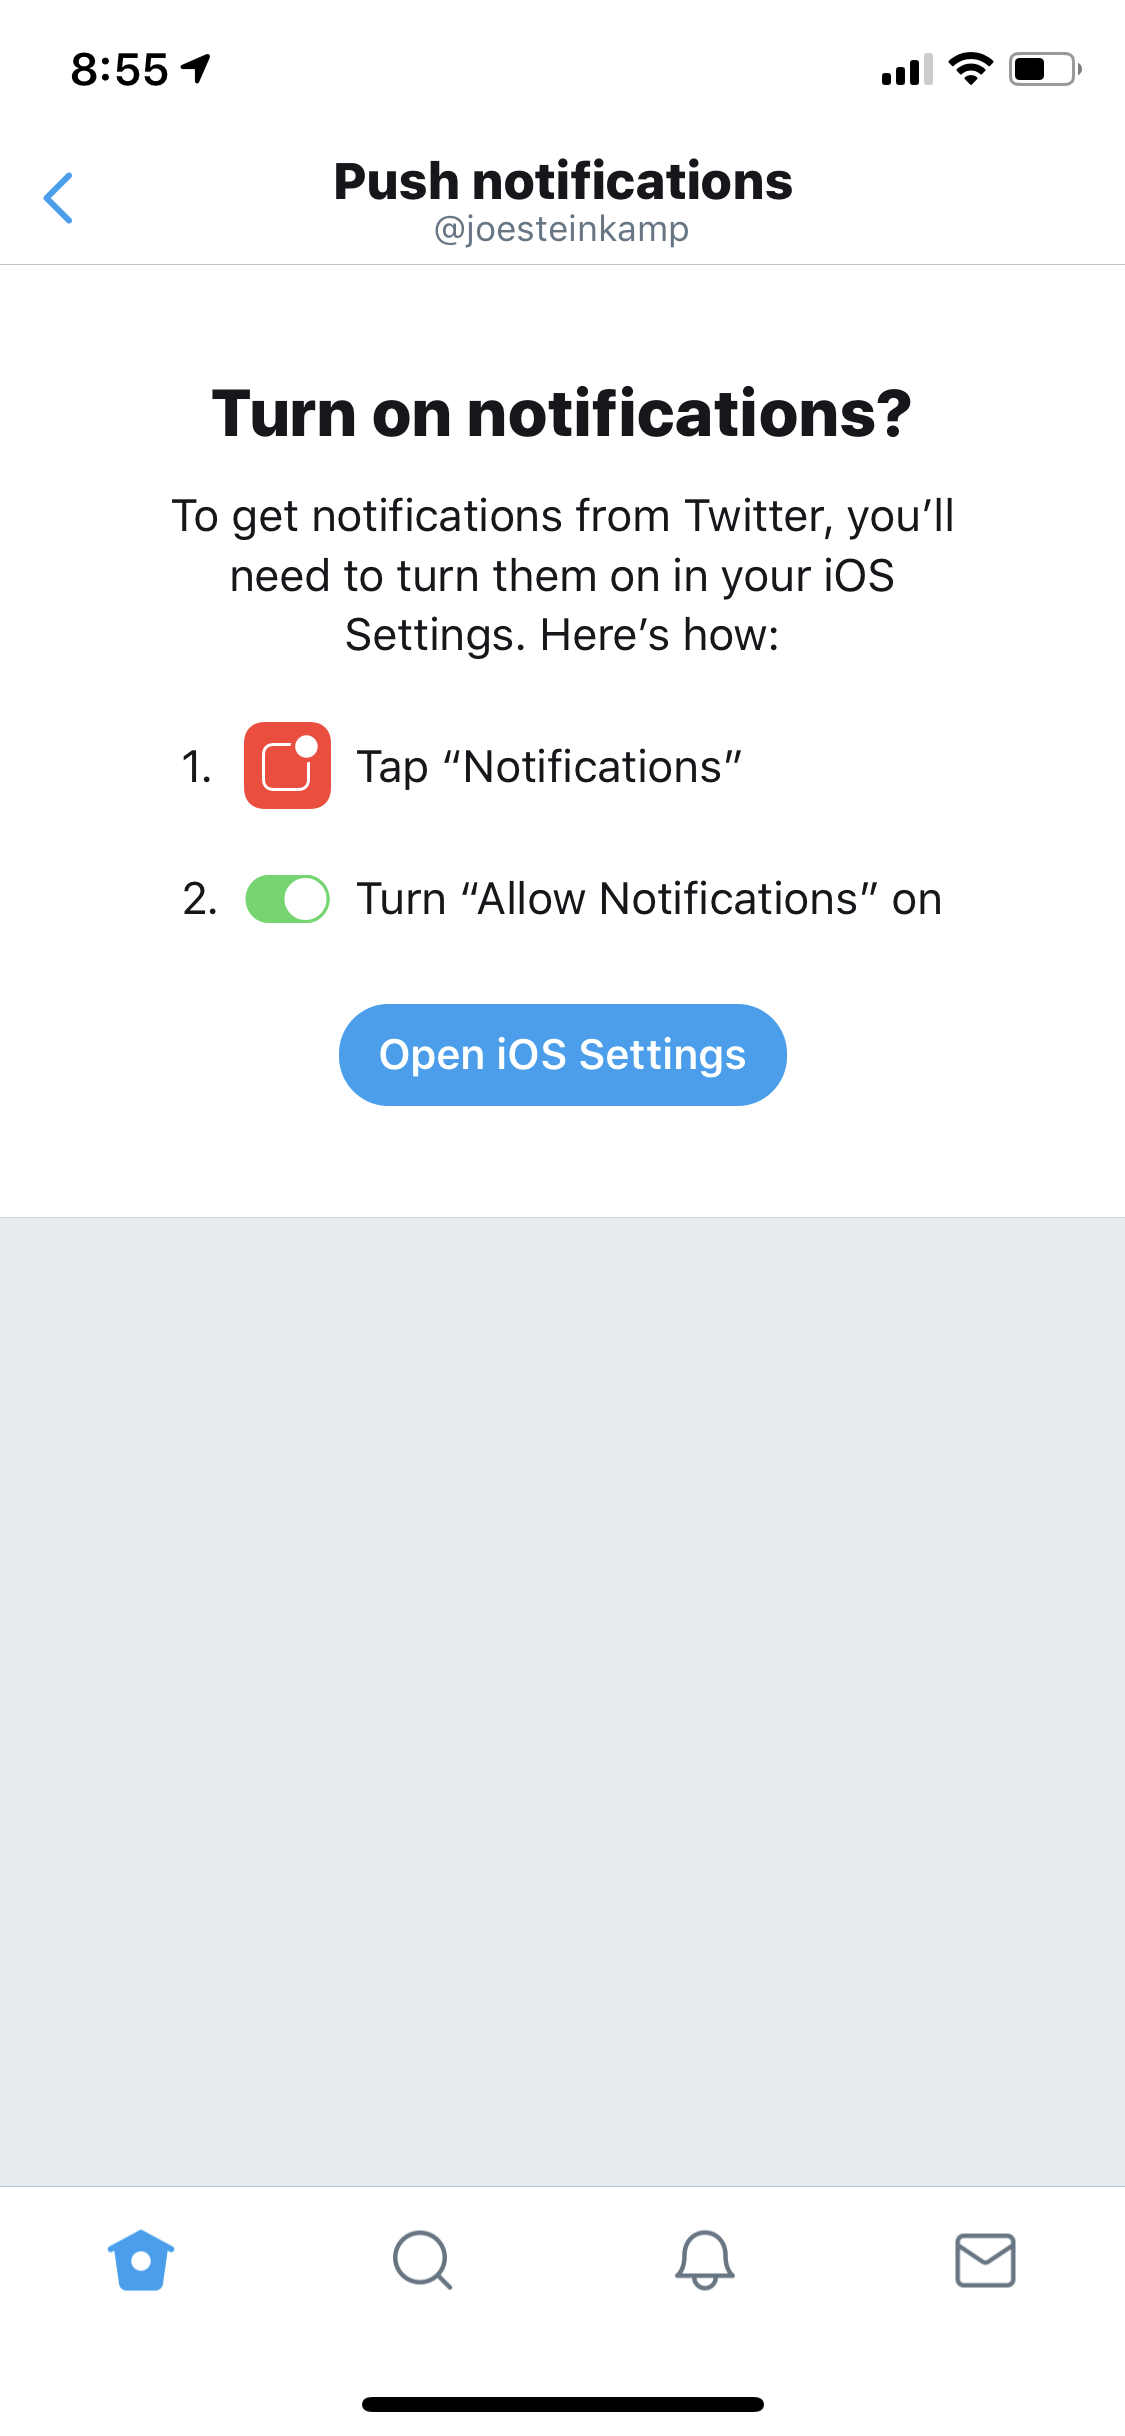 8:55
Push notifications
@joesteinkamp
Turn on notifications?
To get notifications from Twitter, you’ll
need to turn them on in your iOS
Settings. Here’s how:
1. Tap “Notifications”
2. Turn “Allow Notifications” on
Open iOS Settings